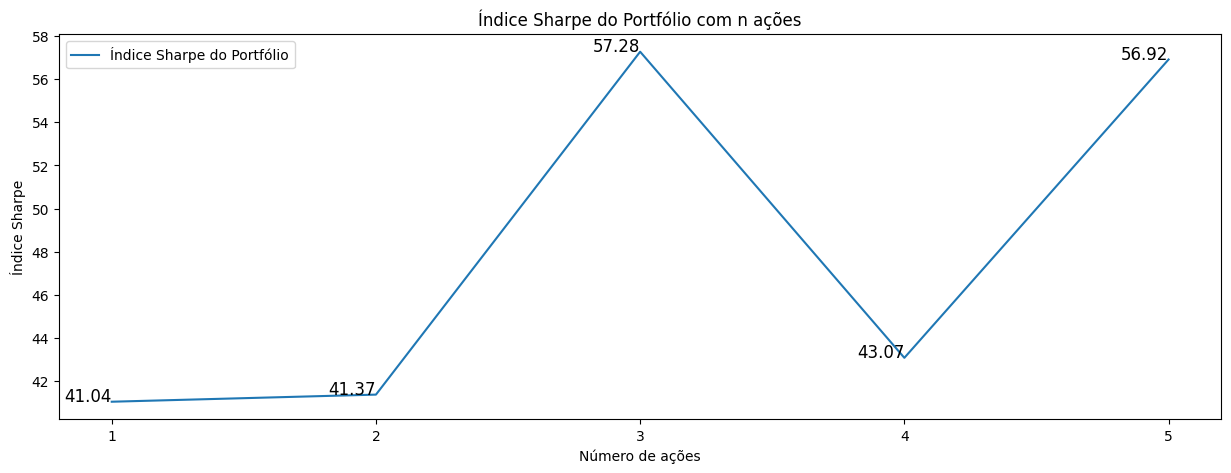 Índice Sharpe do Portfólio com n ações
Índice Sharpe do Portfólio
58
56
54
52
50
48
46
44
42
Índice Sharpe
41.04
41.37
57.28
43.07
56.92
1 2 3 4 5
Número de ações